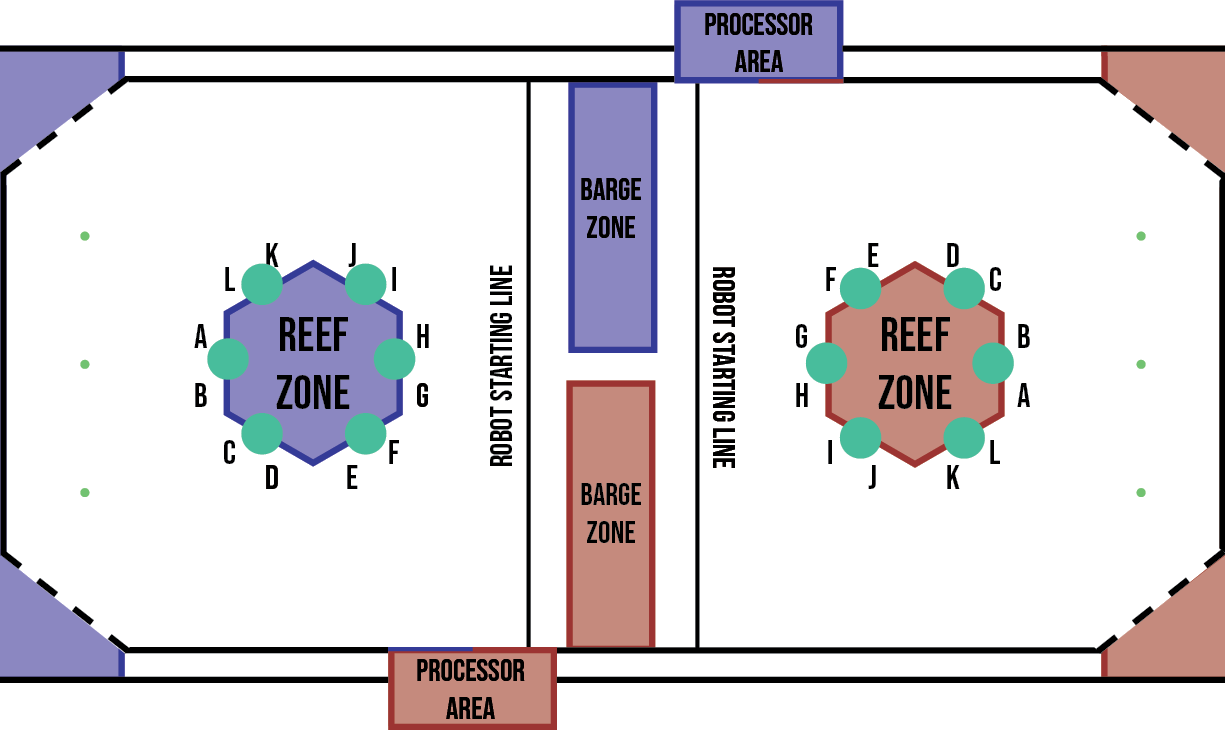 PROCESSOR
AREA
BARGE
ZONE
K
J
L
I
A
H
REEF
ZONE
B
G
C
F
D
E
ROBOT STARTING LINE
ROBOT STARTING LINE
E
D
F
C
G
B
REEF
ZONE
H
A
I
L
J
K
BARGE
ZONE
PROCESSOR
AREA